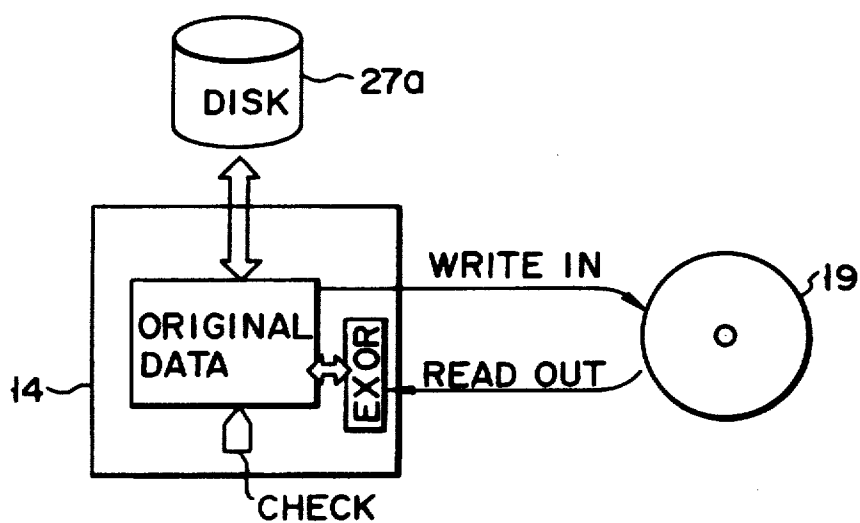 DISK
27a
WRITE IN
19
ORIGINAL
DATA
EXOR
READ OUT
14
CHECK